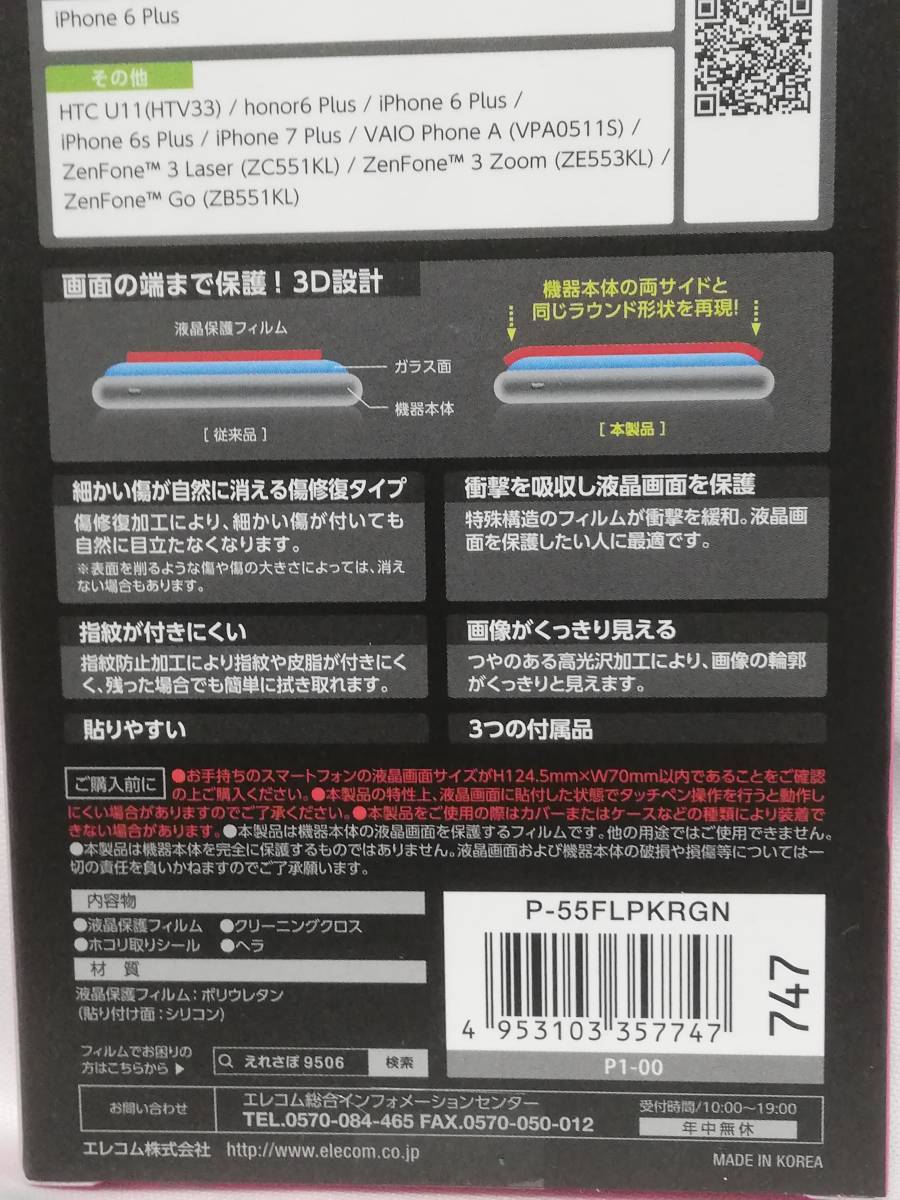 iPhone 6 Plus
その他
HTC U11(HTV33) / honor6 Plus / iPhone 6 Plus /
iPhone 6s Plus / iPhone 7 Plus / VAIO Phone A (VPA0511S) /
ZenFone™ 3 Laser (ZC551KL) / ZenFone™ 3 Zoom (ZE553KL) /
ZenFone™ Go (ZB551KL)
画面の端まで保護！3D設計
液晶保護フィルム
ガラス面
機器本体
[ 従来品 ]
機器本体の両サイドと
同じラウンド形状を再現!
[ 本製品 ]
細かい傷が自然に消える傷修復タイプ
傷修復加工により、細かい傷が付いても
自然に目立たなくなります。
※表面を削るような傷や傷の大きさによっては、消え
ない場合もあります。
衝撃を吸収し液晶画面を保護
特殊構造のフィルムが衝撃を緩和。液晶画
面を保護したい人に最適です。
指紋が付きにくい
指紋防止加工により指紋や皮脂が付きにく
く、残った場合でも簡単に拭き取れます。
画像がくっきり見える
つやのある高光沢加工により、画像の輪郭
がくっきりと見えます。
貼りやすい
3つの付属品
ご購入前に
●お手持ちのスマートフォンの液晶画面サイズがH124.5mm×W70mm以内であることをご確認
の上ご購入ください。●本製品の特性上、液晶画面に貼付した状態でタッチペン操作を行うと動作し
にくい場合がありますのでご了承ください。●本製品をご使用の際はカバーまたはケースなどの種類により装着で
きない場合があります。●本製品は機器本体の液晶画面を保護するフィルムです。他の用途ではご使用できません。
●本製品は機器本体を完全に保護するものではありません。液晶画面および機器本体の破損や損傷等については一
切の責任を負いかねますのでご了承願います。
内容物
●液晶保護フィルム ●クリーニングクロス
●ホコリ取りシール ●ヘラ
材 質
液晶保護フィルム：ポリウレタン
(貼り付け面：シリコン)
P-55FLPKRGN
4 953103 357747
747
P1-00
フィルムでお困りの
方はこちらから ▶
えれさぽ 9506
検索
お問い合わせ
エレコム総合インフォメーションセンター
TEL.0570-084-465 FAX.0570-050-012
受付時間/10:00～19:00
年中無休
エレコム株式会社 http://www.elecom.co.jp
MADE IN KOREA